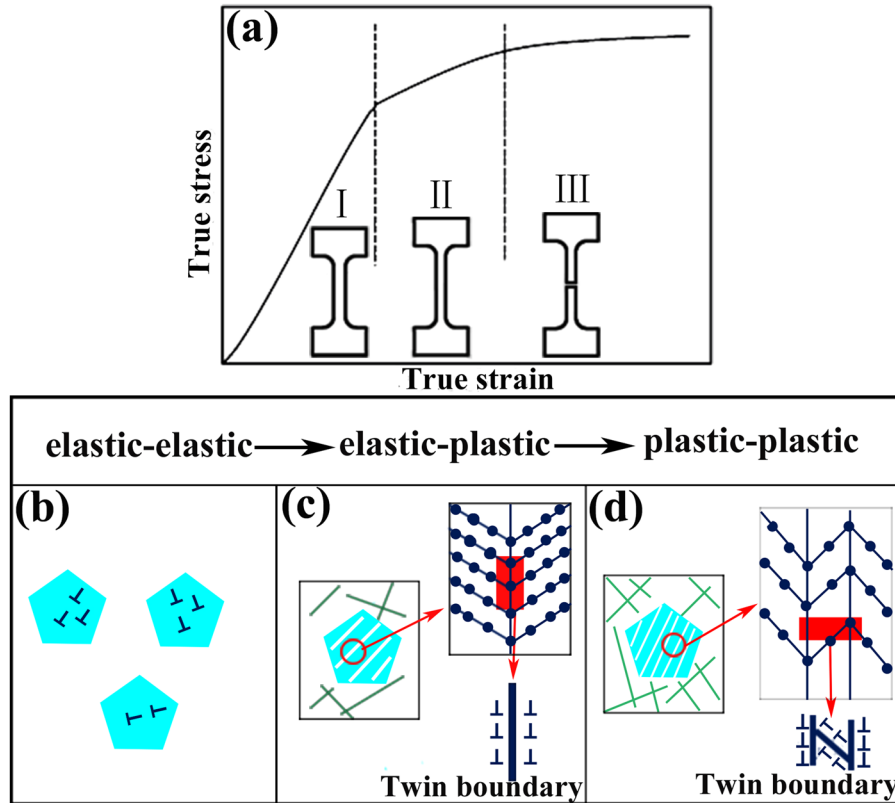 (a)
True stress
I
II
III
True strain
elastic-elastic → elastic-plastic → plastic-plastic
(b)
(c)
(d)
Twin boundary
Twin boundary